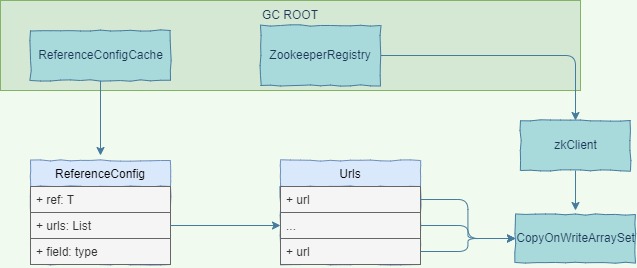 GC ROOT
ReferenceConfigCache
ZookeeperRegistry
zkClient
ReferenceConfig
+ ref: T
+ urls: List
+ field: type
Urls
+ url
...
+ url
CopyOnWriteArraySet